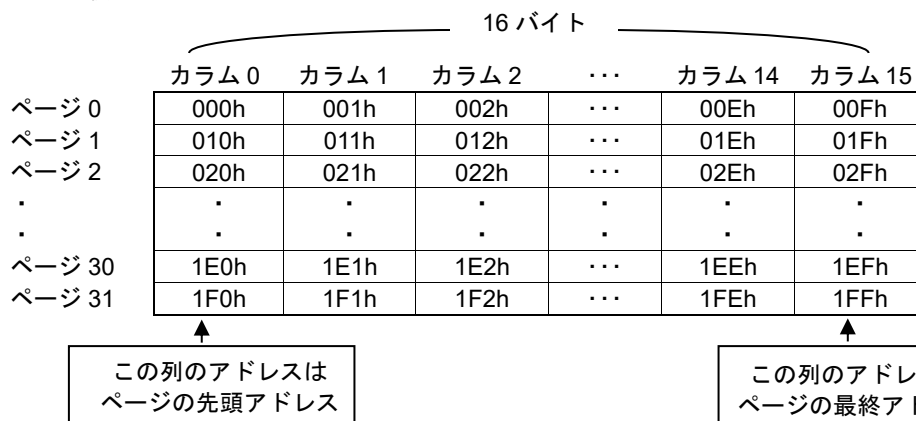 16 バイト
カラム 0 カラム 1 カラム 2 ・・・ カラム 14 カラム 15
ページ 0 000h 001h 002h ・・・ 00Eh 00Fh
ページ 1 010h 011h 012h ・・・ 01Eh 01Fh
ページ 2 020h 021h 022h ・・・ 02Eh 02Fh
・ ・ ・ ・ ・ ・
・ ・ ・ ・ ・ ・
ページ 30 1E0h 1E1h 1E2h ・・・ 1EEh 1EFh
ページ 31 1F0h 1F1h 1F2h ・・・ 1FEh 1FFh
この列のアドレスは この列のアドレ
ページの先頭アドレス ページの最終アド